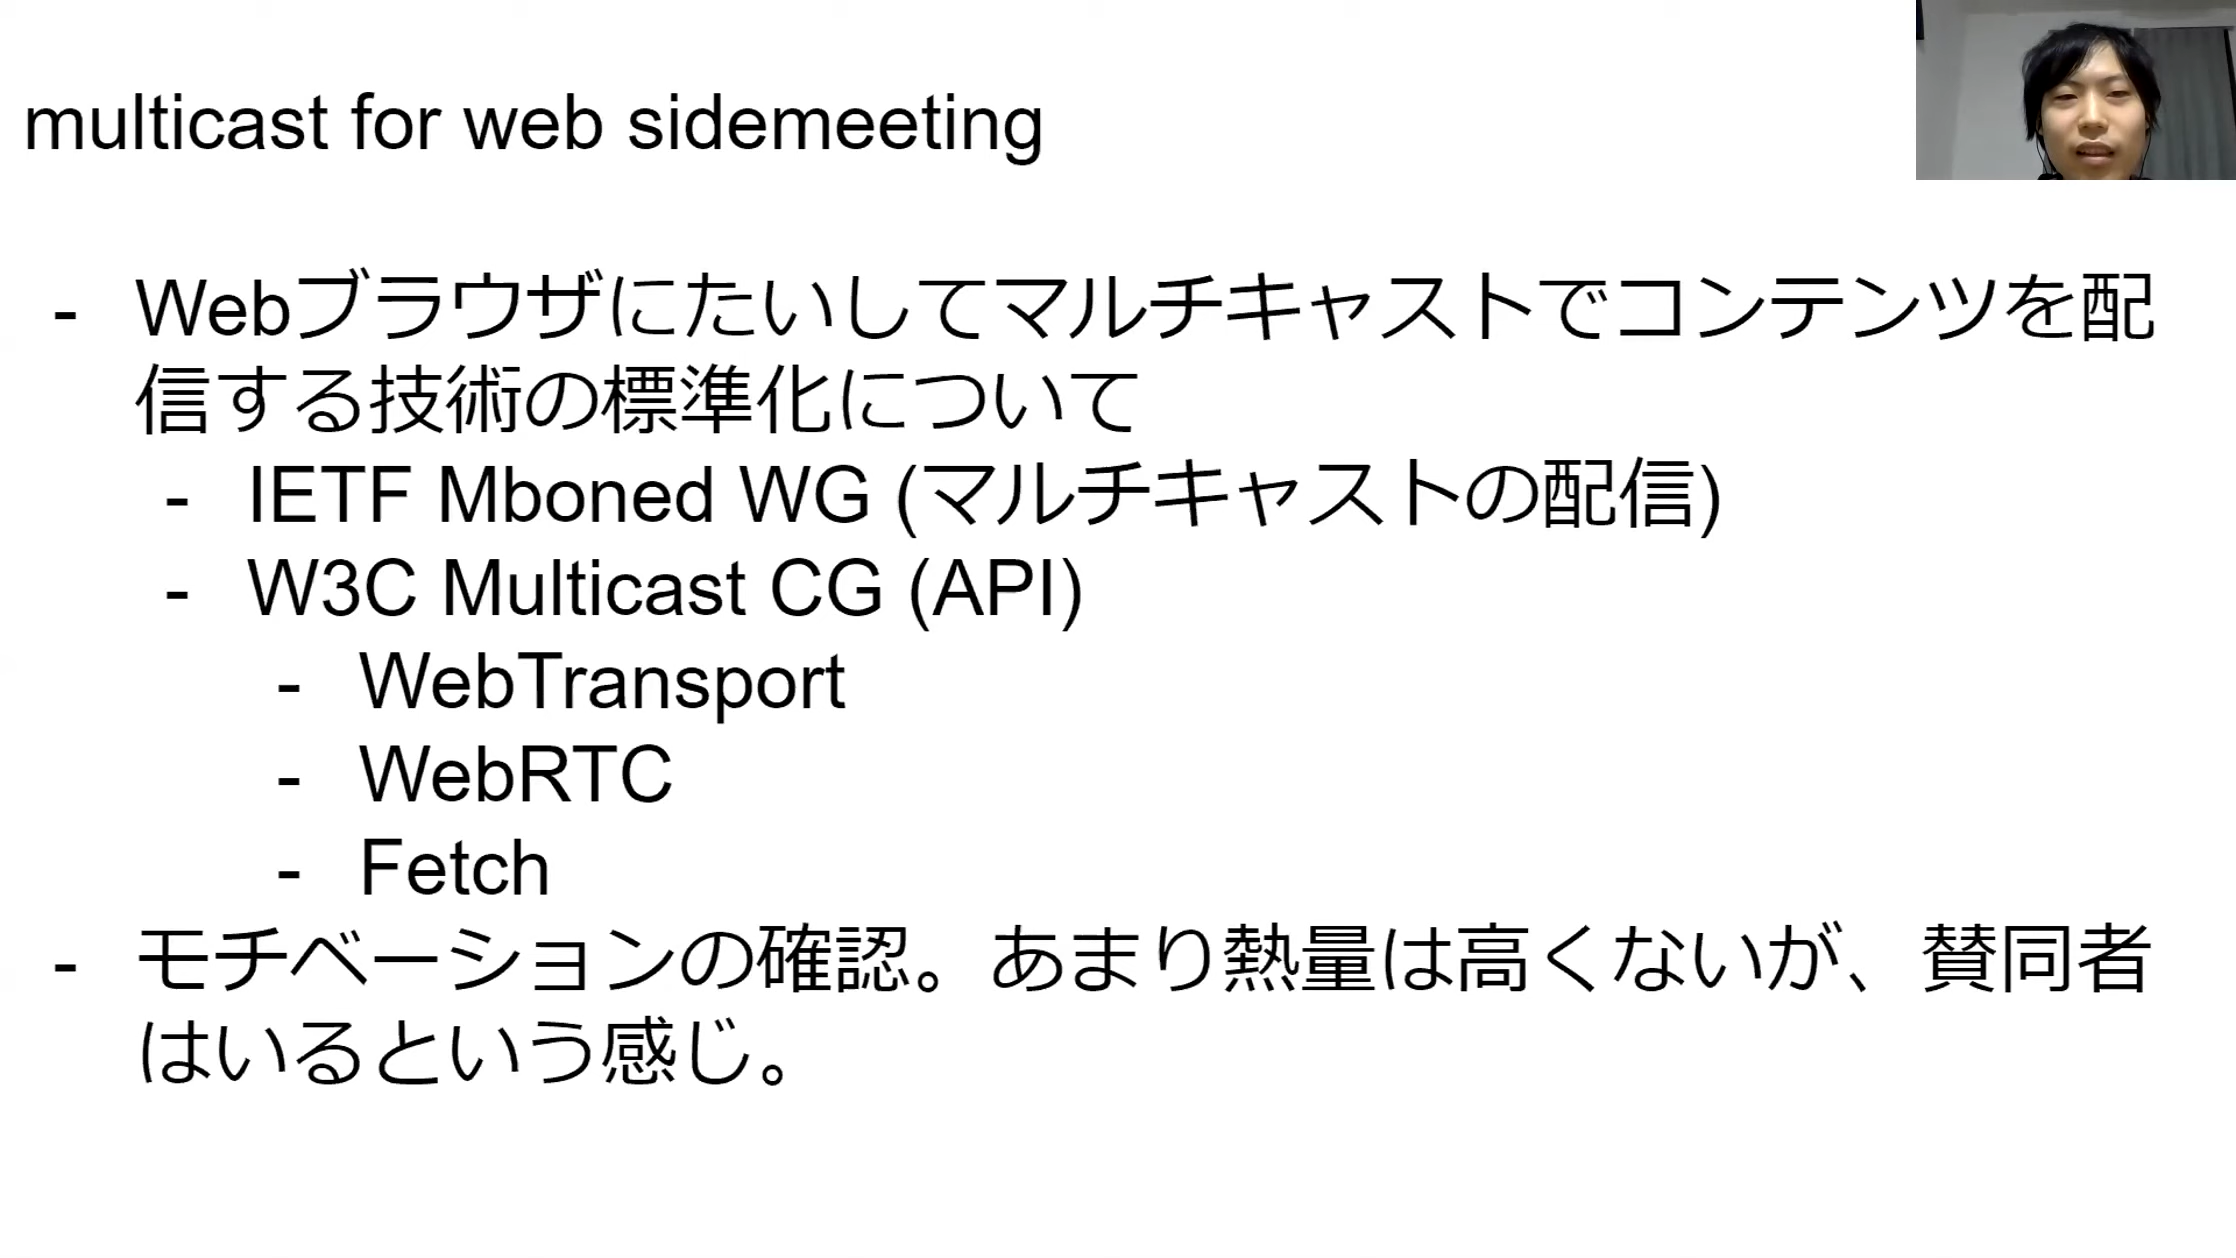 multicast for web sidemeeting
- Webブラウザにたいしてマルチキャストでコンテンツを配
信する技術の標準化について
- IETF Mboned WG (マルチキャストの配信)
- W3C Multicast CG (API)
- WebTransport
- WebRTC
- Fetch
- モチベーションの確認。あまり熱量は高くないが、賛同者
はいるという感じ。